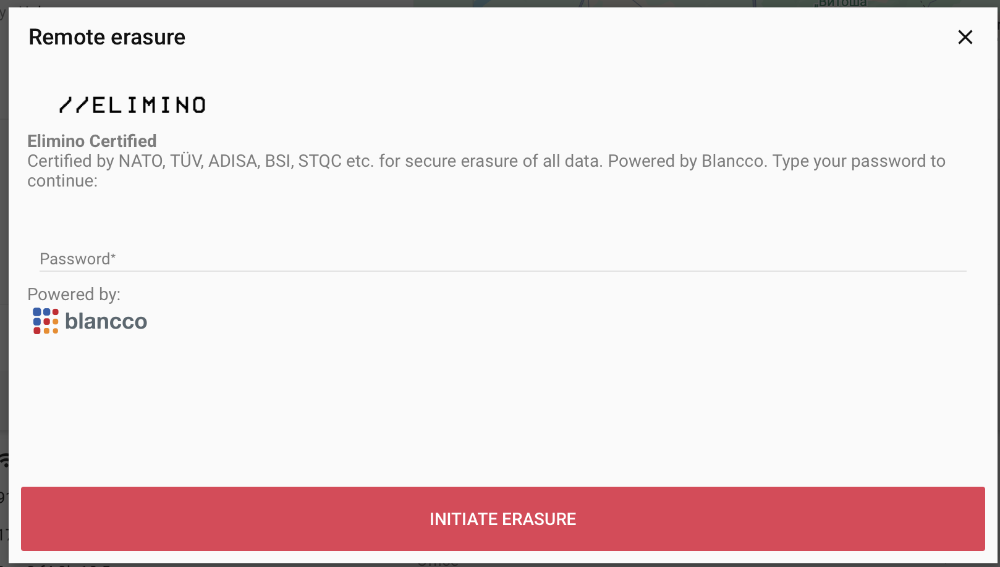 „Витоша
Remote erasure
//ELIMINO
Elimino Certified
Certified by NATO, TÜV, ADISA, BSI, STQC etc. for secure erasure of all data. Powered by Blancco. Type your password to
continue:
Password*
Powered by:
blancco
INITIATE ERASURE